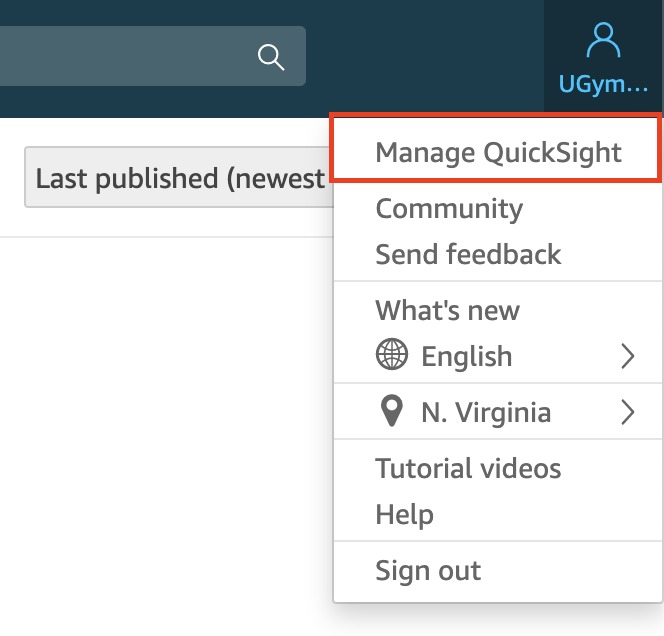 UGym...
Last published (newest
Manage QuickSight
Community
Send feedback
What's new
English
N. Virginia
Tutorial videos
Help
Sign out